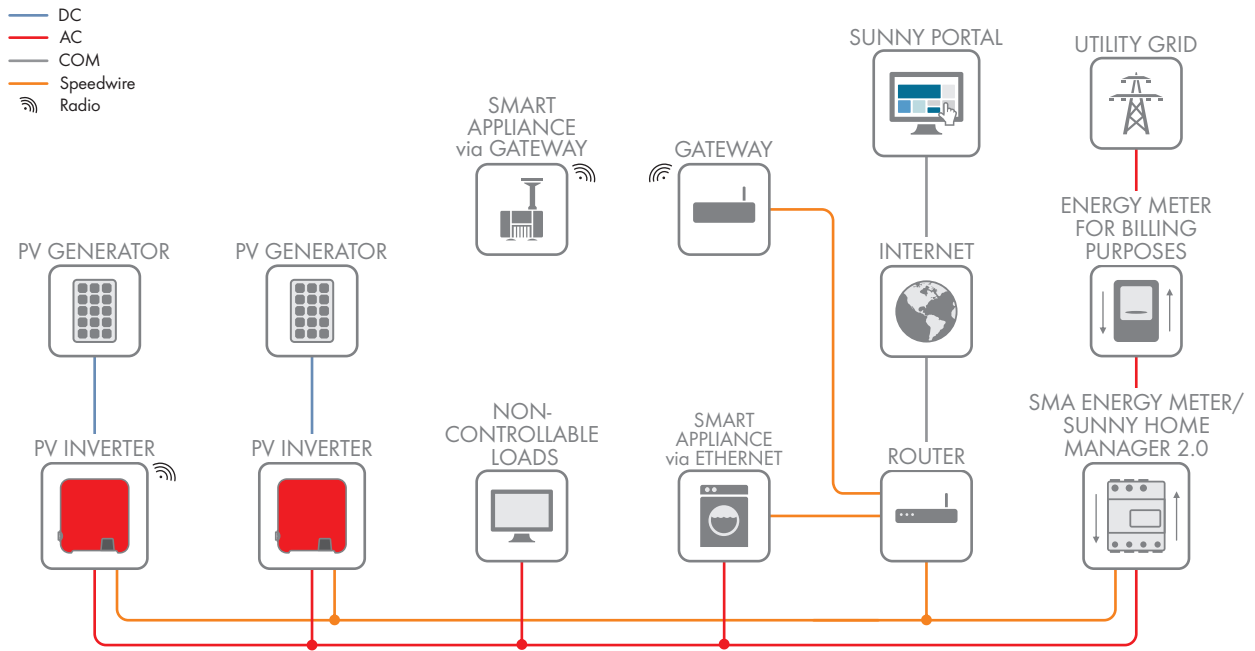 DC
AC
COM
Speedwire
Radio
SUNNY PORTAL
UTILITY GRID
SMART
APPLIANCE
via GATEWAY
GATEWAY
ENERGY METER
FOR BILLING
PURPOSES
PV GENERATOR
PV GENERATOR
INTERNET
NON-
CONTROLLABLE
LOADS
SMART
APPLIANCE
via ETHERNET
SMA ENERGY METER/
SUNNY HOME
MANAGER 2.0
PV INVERTER
PV INVERTER
ROUTER